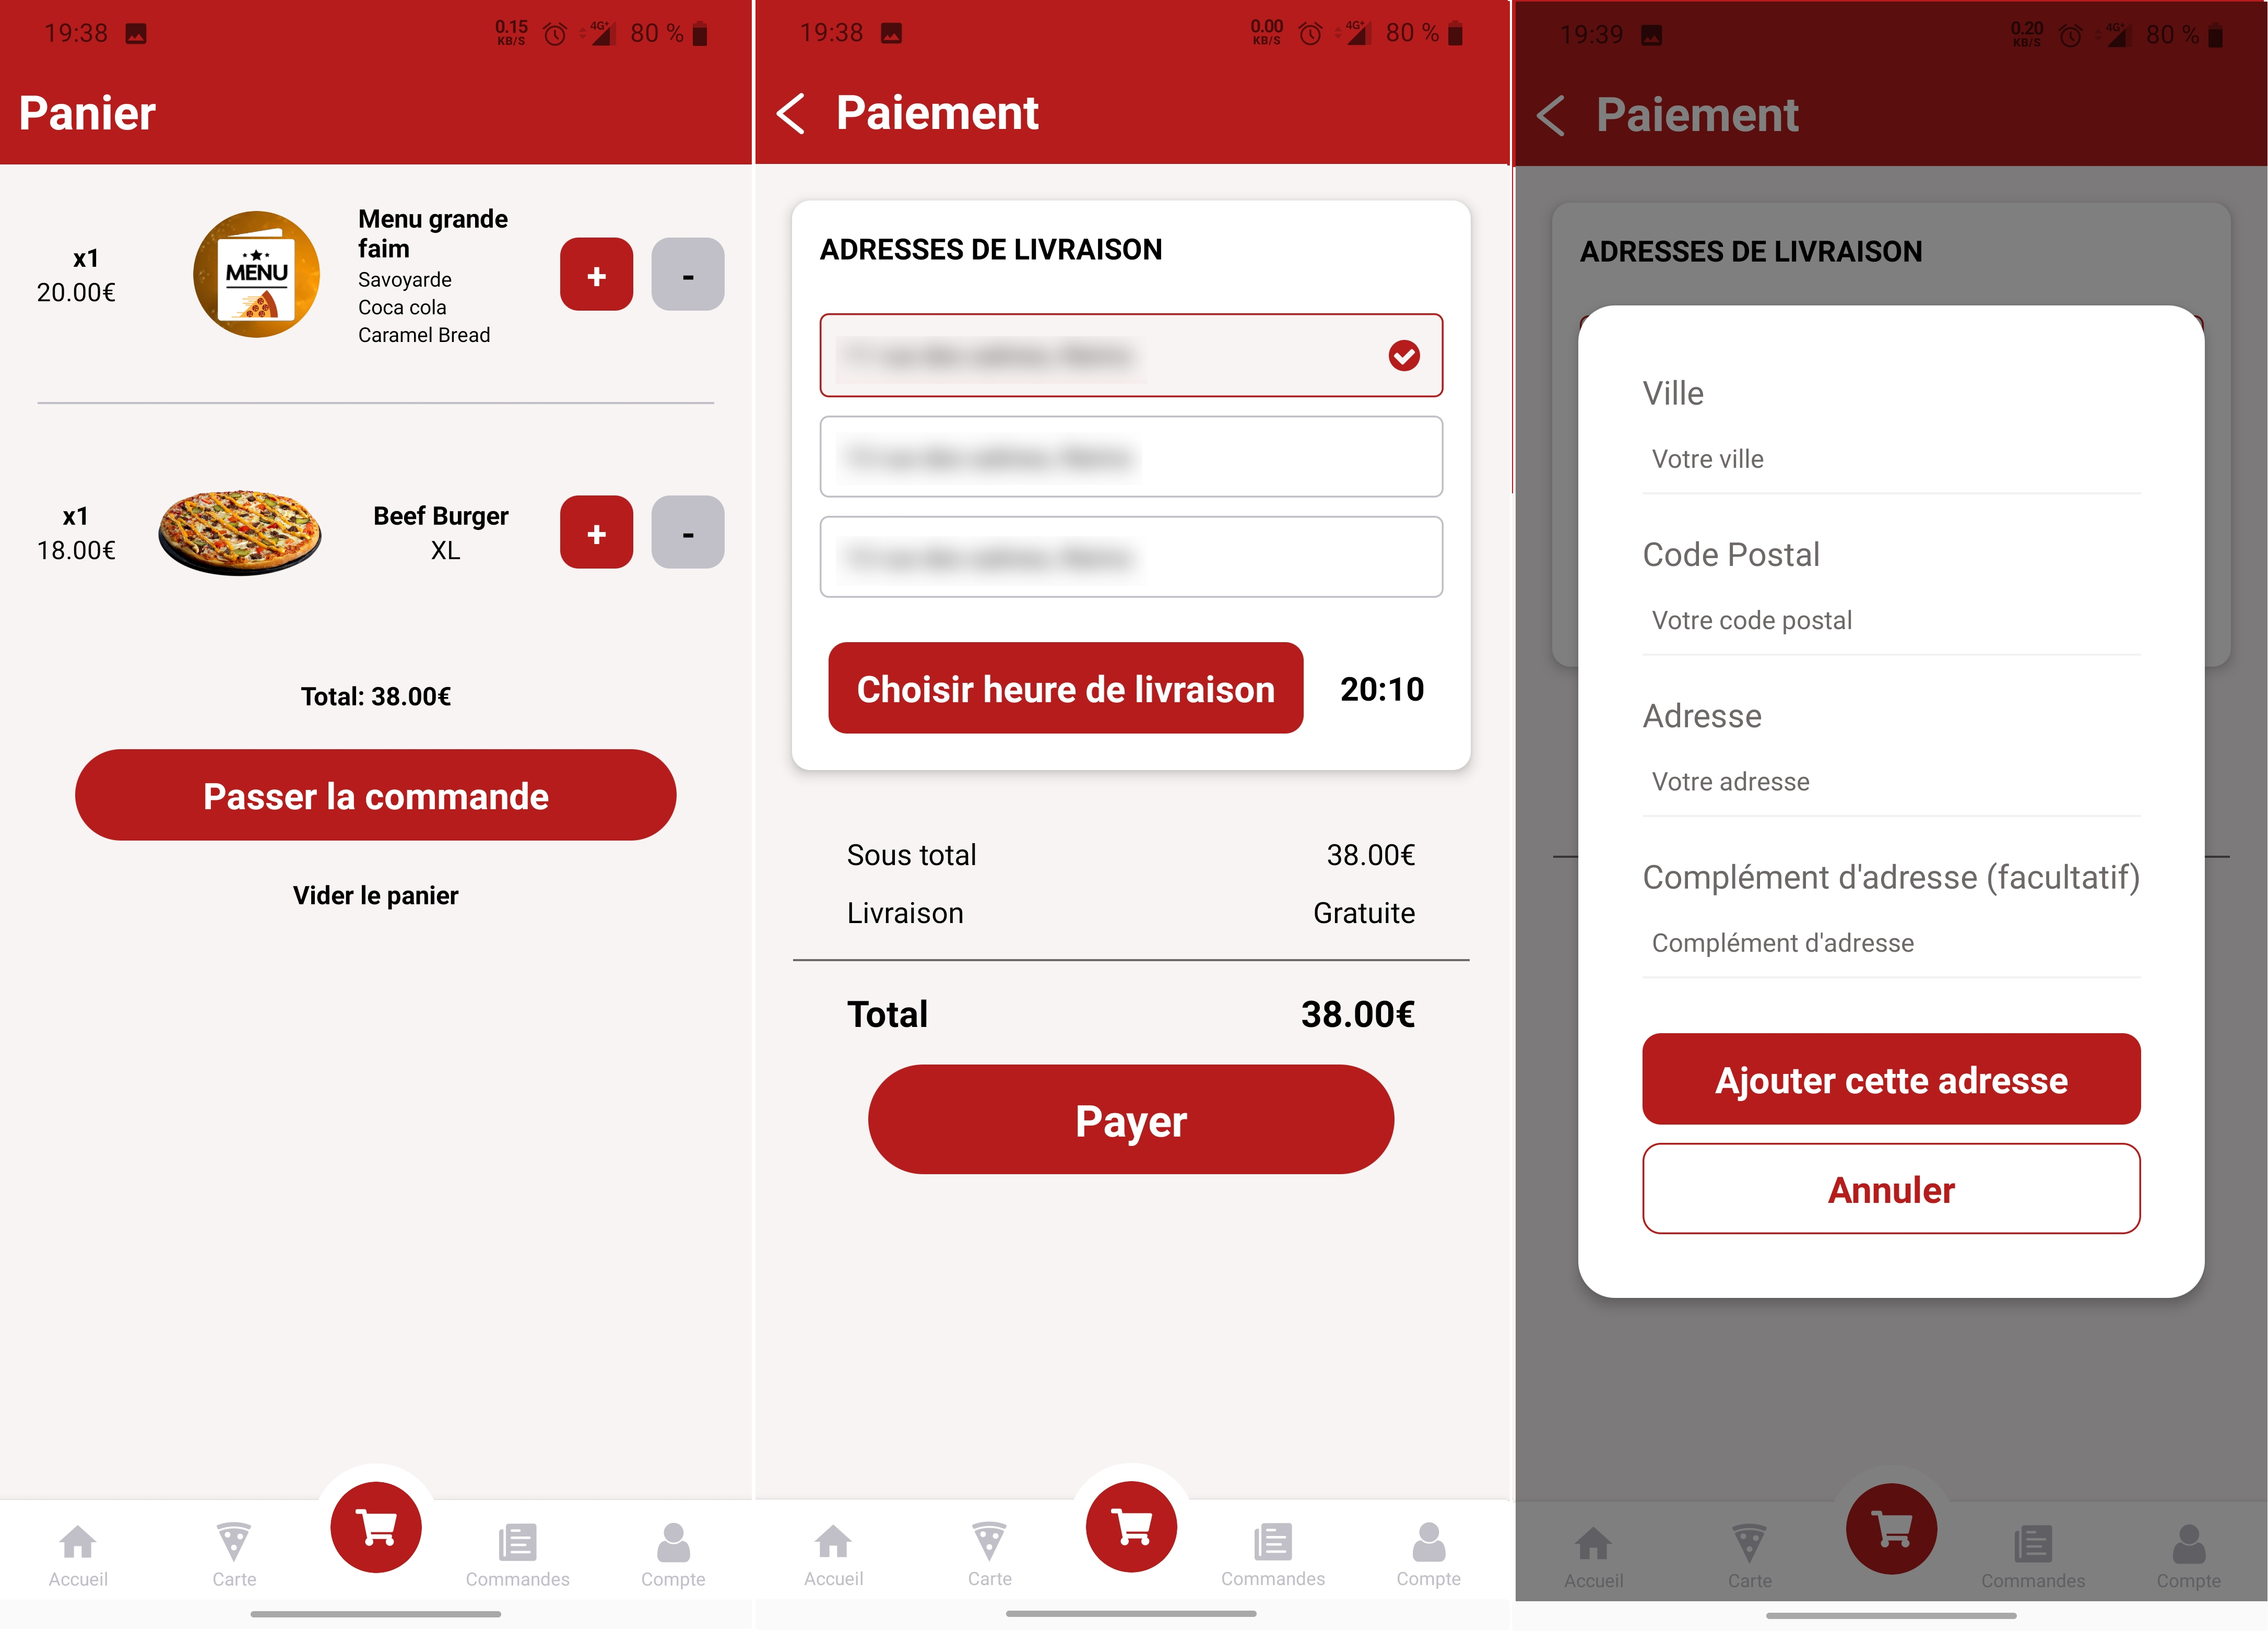 19:38
0.15
KB/S
4G+
80 %
Panier
x1
20.00€
MENU
Menu grande
faim
Savoyarde
Coca cola
Caramel Bread
+
-
x1
18.00€
Beef Burger
XL
+
-
Total: 38.00€
Passer la commande
Vider le panier
Accueil
Carte
Commandes
Compte
19:38
0.00
KB/S
4G+
80 %
Paiement
ADRESSES DE LIVRAISON
Choisir heure de livraison
20:10
Sous total
38.00€
Livraison
Gratuite
Total
38.00€
Payer
Accueil
Carte
Commandes
Compte
19:39
0.20
KB/S
4G+
80 %
Paiement
ADRESSES DE LIVRAISON
Ville
Votre ville
Code Postal
Votre code postal
Adresse
Votre adresse
Complément d'adresse (facultatif)
Complément d'adresse
Ajouter cette adresse
Annuler
Accueil
Carte
Commandes
Compte